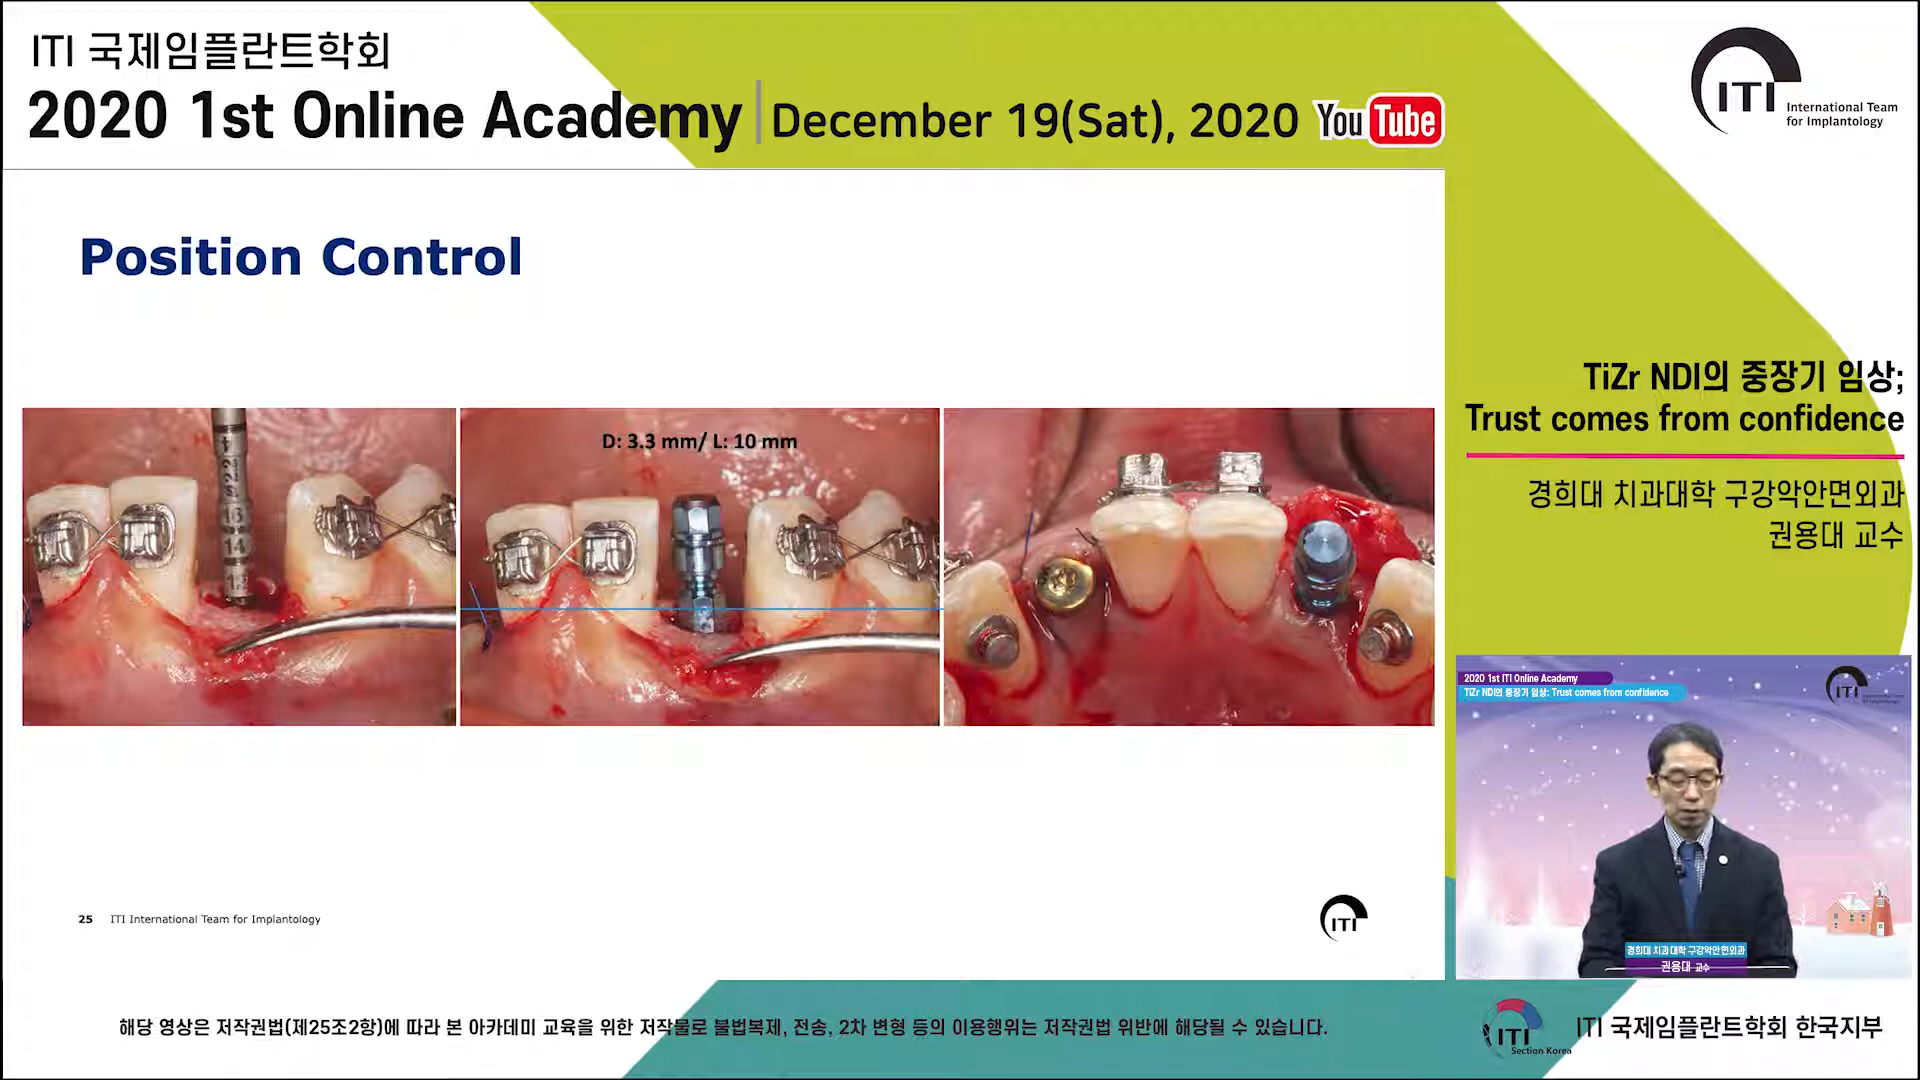 ITI 국제임플란트학회
2020 1st Online Academy
December 19(Sat), 2020 YouTube
ITI International Team
for Implantology
Position Control
D: 3.3 mm/ L: 10 mm
16
14
25 ITI International Team for Implantology
ITI
TiZr NDI의 중장기 임상;
Trust comes from confidence
경희대 치과대학 구강악안면외과
권용대 교수
2020 1st ITI Online Academy
TiZr NDI의 중장기 임상: Trust comes from confidence
ITI
경희대 치과대학 구강악안면외과
권용대 교수
해당 영상은 저작권법(제25조2항)에 따라 본 아카데미 교육을 위한 저작물로 불법복제, 전송, 2차 변형 등의 이용행위는 저작권법 위반에 해당될 수 있습니다.
ITI
Section Korea
ITI 국제임플란트학회 한국지부